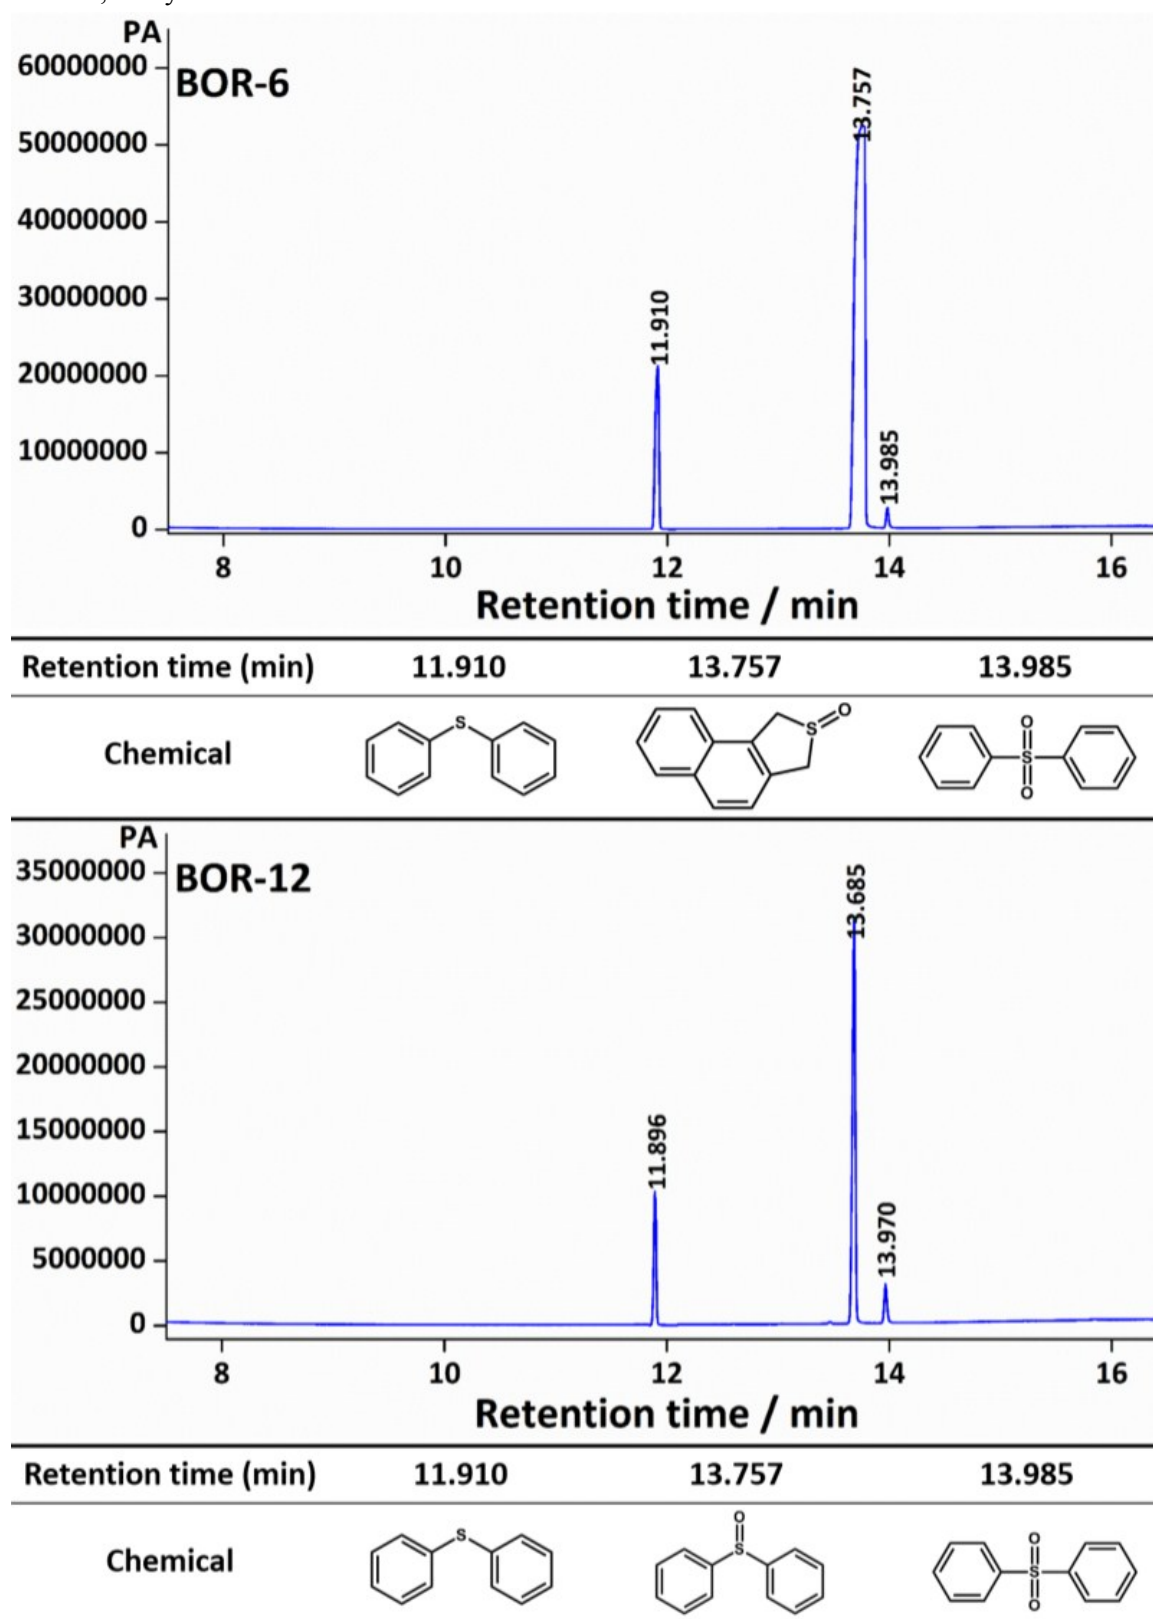 PA
60000000
BOR-6
50000000
40000000
30000000
20000000
10000000
0
11.910
13.757
13.985
8 10 12 14 16
Retention time / min
Retention time (min) 11.910 13.757 13.985
Chemical
S
S O
O S O
PA
35000000
BOR-12
30000000
25000000
20000000
15000000
10000000
5000000
0
11.896
13.685
13.970
8 10 12 14 16
Retention time / min
Retention time (min) 11.910 13.757 13.985
Chemical
S
O S
O S O